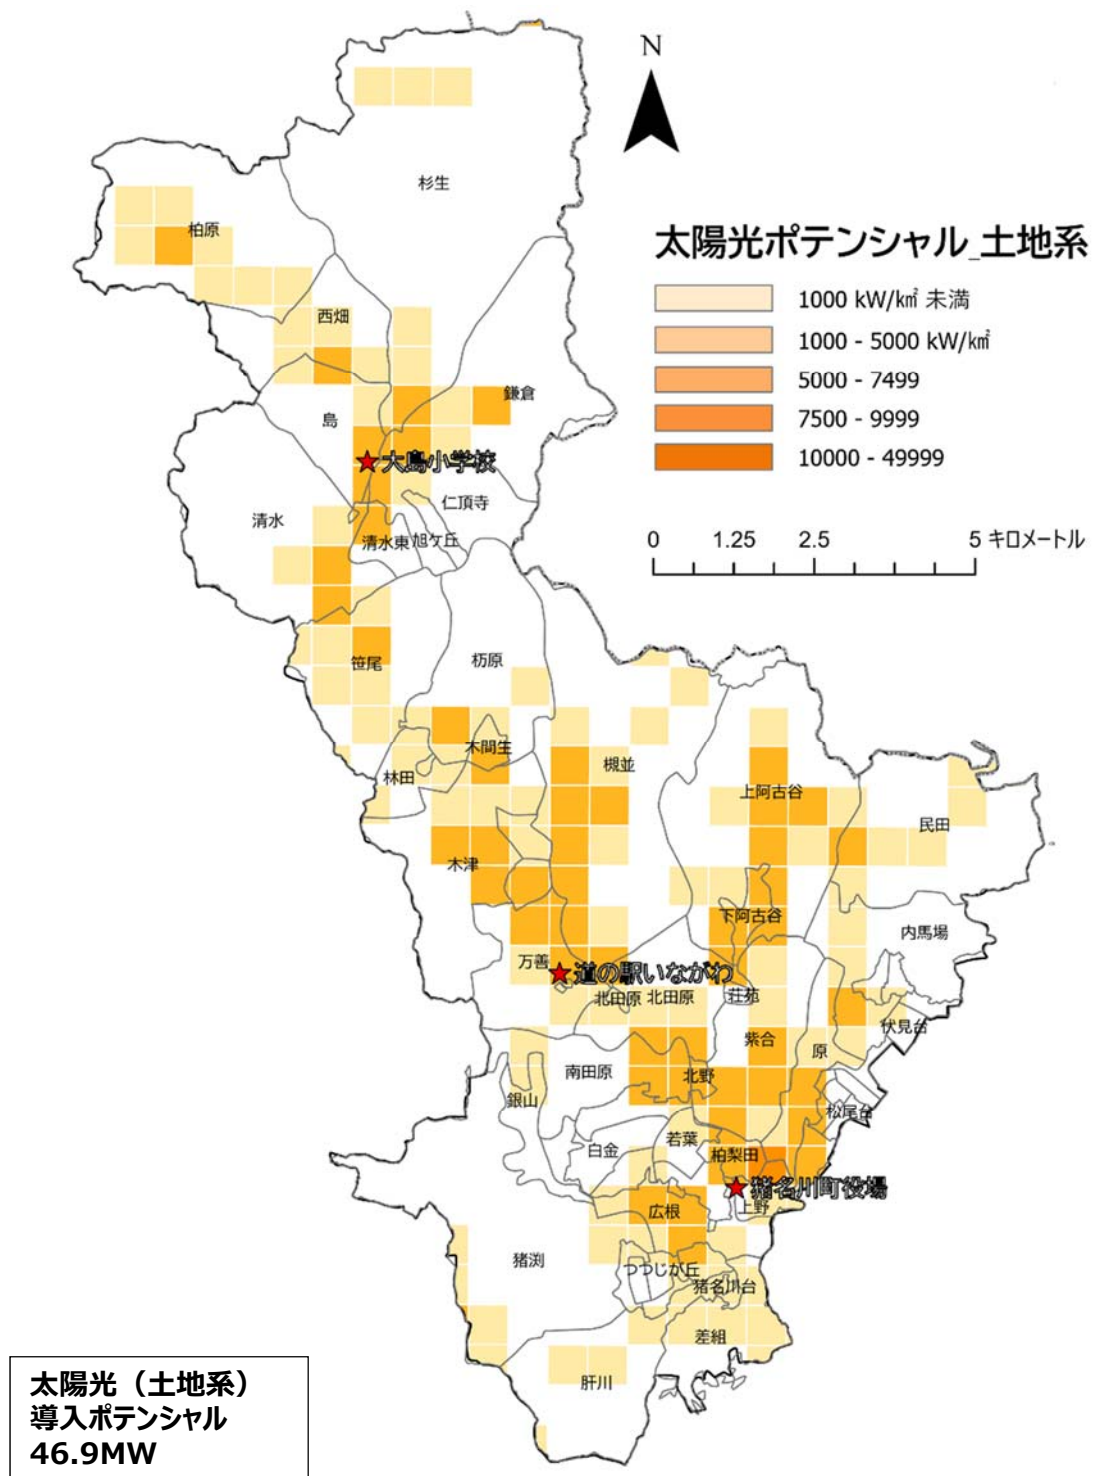 N
杉生
柏原
太陽光ポテンシャル_土地系
1000 kW/k㎡ 未満
1000 - 5000 kW/k㎡
5000 - 7499
7500 - 9999
10000 - 49999
西畑
鎌倉
島
大島小学校
仁頂寺
清水
清水東
旭ケ丘
0 1.25 2.5 5 キロメートル
笹尾
杤原
木間生
槻並
林田
上阿古谷
民田
木津
下阿古谷
内馬場
万善
道の駅いながわ
北田原
北田原
荘苑
伏見台
紫合
原
南田原
北野
銀山
松尾台
若葉
白金
柏梨田
猪名川町役場
上野
広根
猪渕
つつじが丘
猪名川台
差組
肝川
太陽光（土地系）
導入ポテンシャル
46.9MW